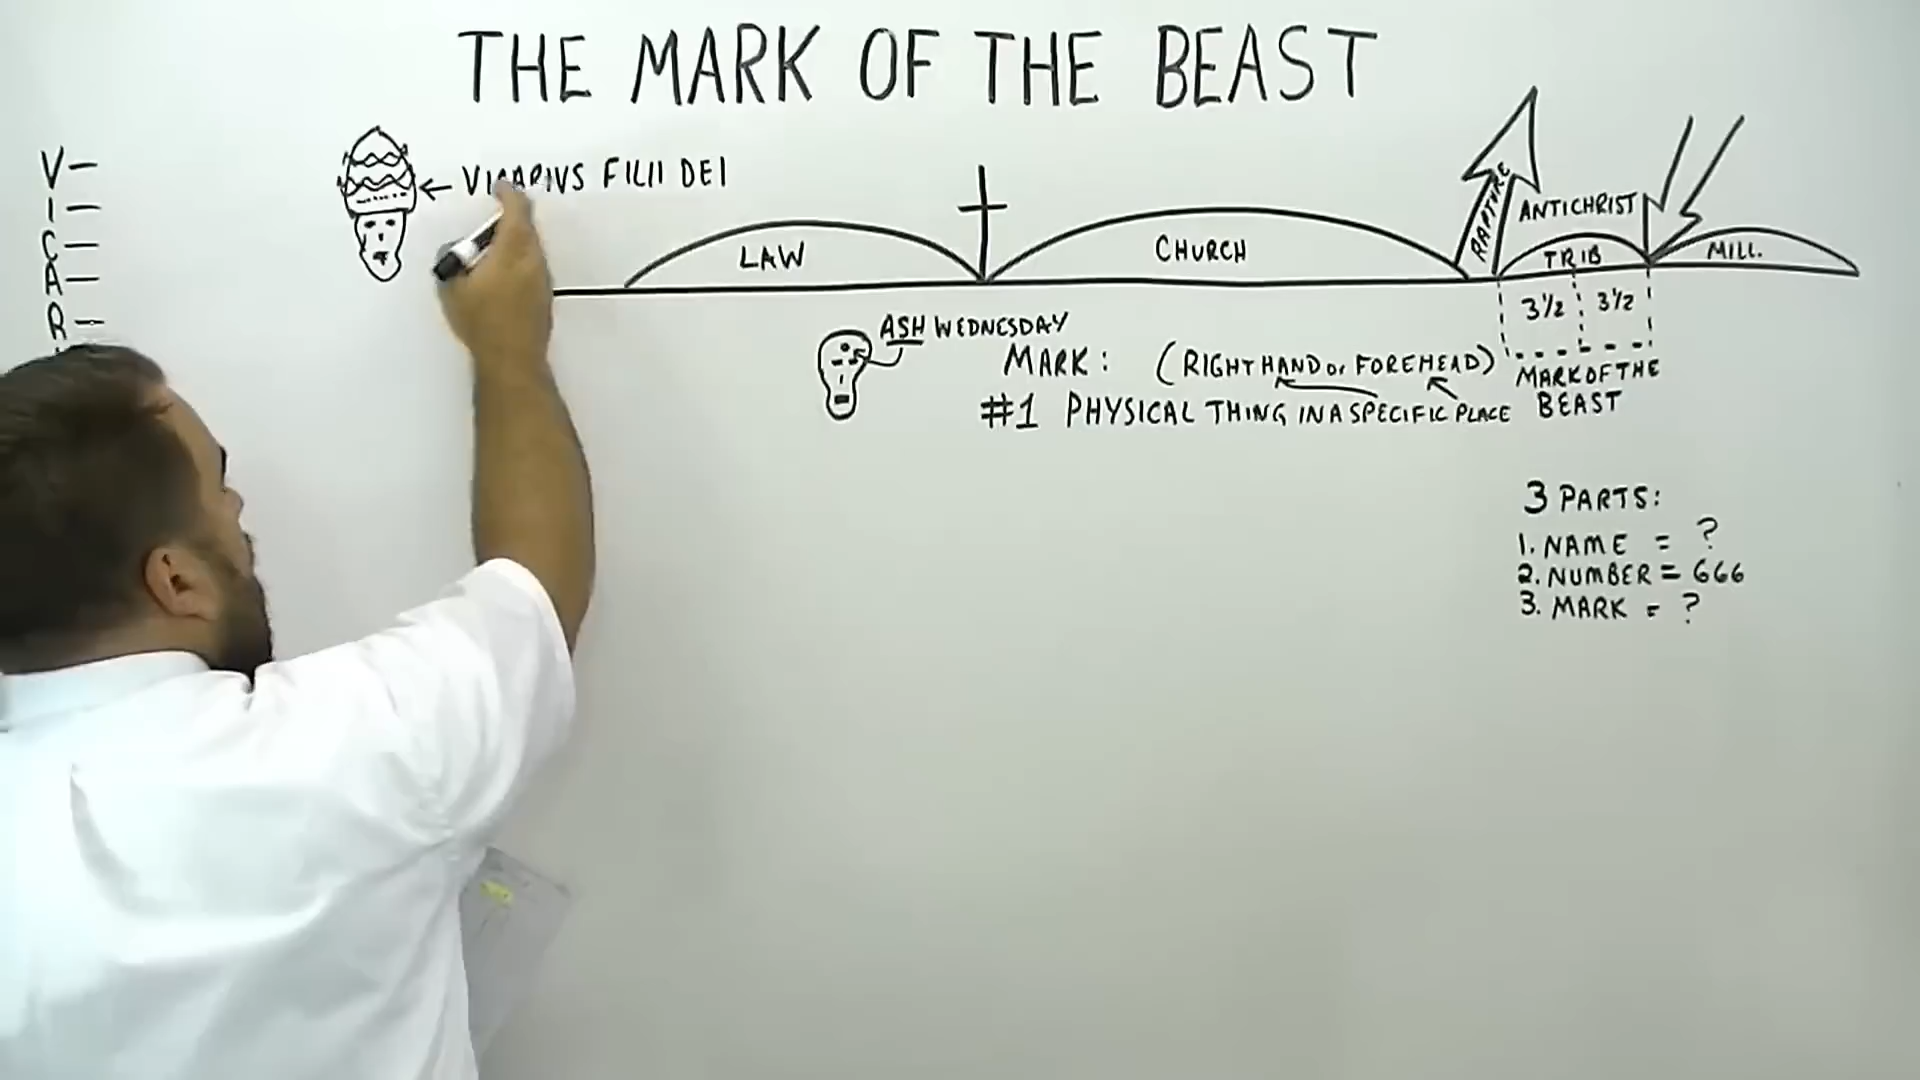 THE MARK OF THE BEAST
V-
I-
C-
A-
R-
← VICARIVS FILII DEI
LAW
CHURCH
RAPTURE
ANTICHRIST
TRIB
MILL.
3½ 3½
MARK OF THE
BEAST
ASH WEDNESDAY
MARK: (RIGHT HAND or FOREHEAD)
#1 PHYSICAL THING IN A SPECIFIC PLACE
3 PARTS:
1. NAME = ?
2. NUMBER = 666
3. MARK = ?